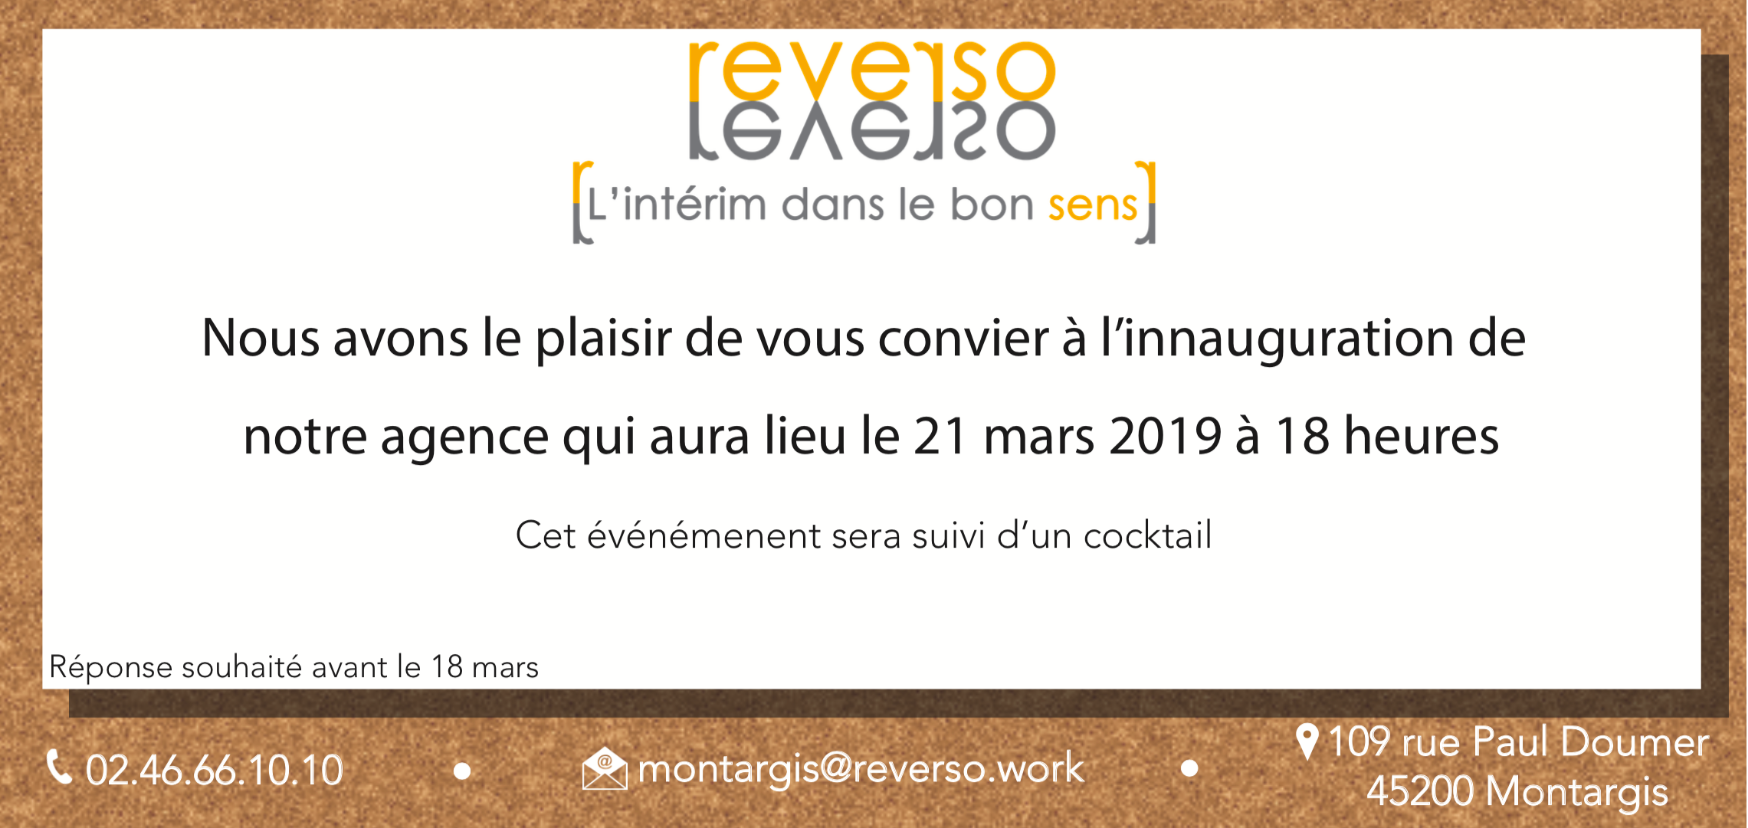 reverso
reverso
[L'intérim dans le bon sens]
Nous avons le plaisir de vous convier à l'innauguration de
notre agence qui aura lieu le 21 mars 2019 à 18 heures
Cet événémenent sera suivi d'un cocktail
Réponse souhaité avant le 18 mars
02.46.66.10.10 • @ montargis@reverso.work • 109 rue Paul Doumer
45200 Montargis